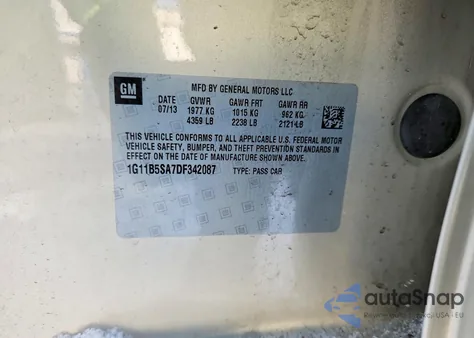 GM
MFD BY GENERAL MOTORS LLC
DATE GVWR GAWR FRT GAWR RR
07/13 1977 KG 1015 KG 962 KG
4359 LB 2238 LB 2121 LB
THIS VEHICLE CONFORMS TO ALL APPLICABLE U.S. FEDERAL MOTOR
VEHICLE SAFETY, BUMPER, AND THEFT PREVENTION STANDARDS IN
EFFECT ON THE DATE OF MANUFACTURE SHOWN ABOVE.
1G11B5SA7DF342087 TYPE: PASS CAR
autoSnap
USA - EU